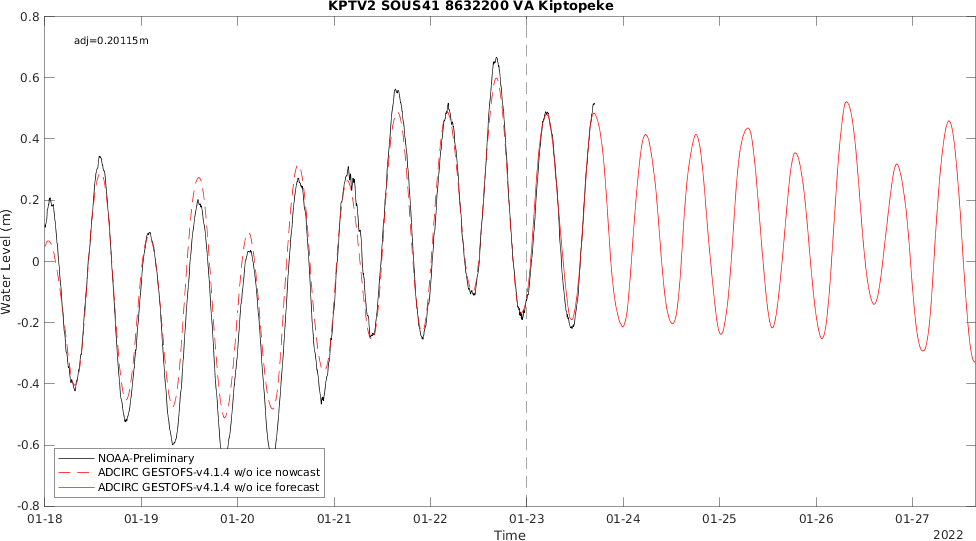 KPTV2 SOUS41 8632200 VA Kiptopeke
adj=0.20115m
0.8
0.6
0.4
0.2
0
-0.2
-0.4
-0.6
-0.8
Water Level (m)
NOAA-Preliminary
ADCIRC GESTOFS-v4.1.4 w/o ice nowcast
ADCIRC GESTOFS-v4.1.4 w/o ice forecast
01-18 01-19 01-20 01-21 01-22 01-23 01-24 01-25 01-26 01-27
Time
2022